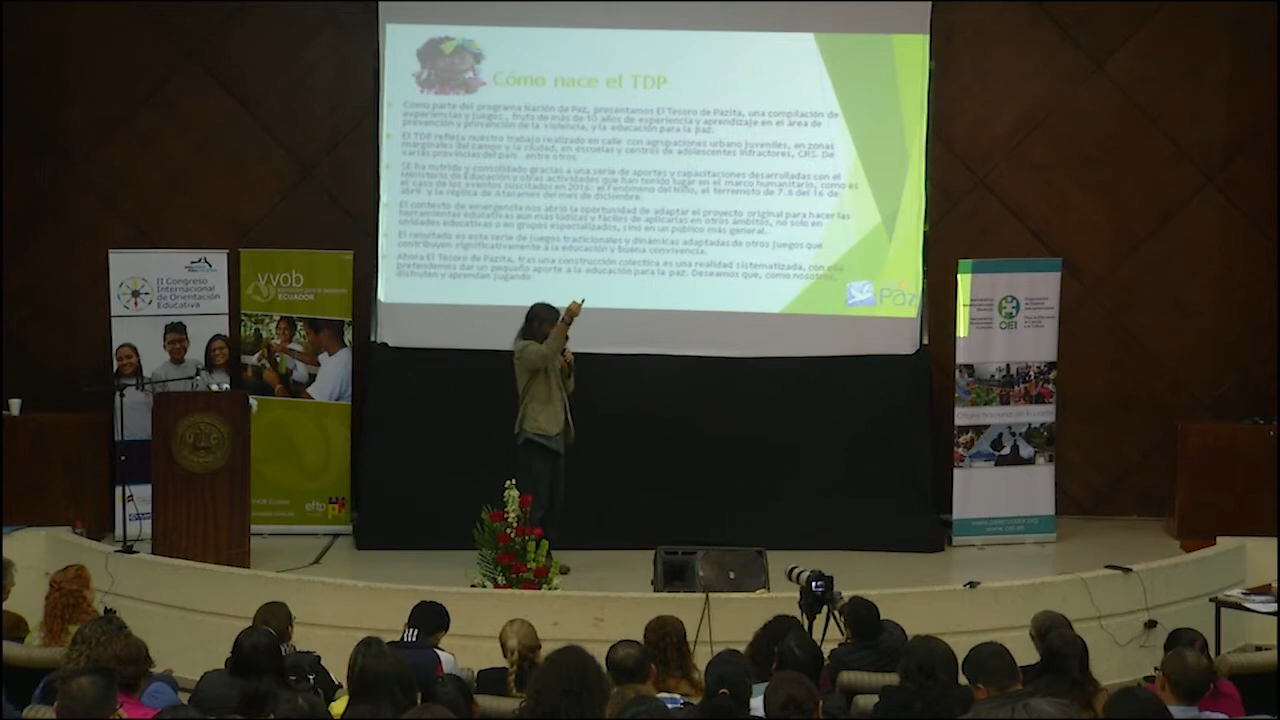 Cómo nace el TDP
Como parte del programa Nación de Paz, presentamos El Tesoro de Pazita, una compilación de
experiencias y juegos , fruto de más de 10 años de experiencia y aprendizaje en el área de
prevención y provención de la violencia, y la educación para la paz.
El TDP refleja nuestro trabajo realizado en calle con agrupaciones urbano juveniles, en zonas
marginales del campo y la ciudad, en escuelas y centros de adolescentes infractores, CRS. De
varias provincias del país entre otros
SE ha nutrido y consolidado gracias a una serie de aportes y capacitaciones desarrolladas con el
Ministerio de Educación y otras actividades que han tenido lugar en el marco humanitario, como es
el caso de los eventos suscitados en 2016: el Fenómeno del Niño, el terremoto de 7.8 del 16 de
abril y la réplica de Atacames del mes de diciembre.
El contexto de emergencia nos abrió la oportunidad de adaptar el proyecto original para hacer las
herramientas educativas aun más lúdicas y fáciles de aplicarlas en otros ámbitos, no solo en
unidades educativas o en grupos especializados, sino en un público más general.
El resultado es esta serie de juegos tradicionales y dinámicas adaptadas de otros juegos que
contribuyen significativamente a la educación y buena convivencia.
Ahora El Tesoro de Pazita, tras una construcción colectiva es una realidad sistematizada, con
pretendemos dar un pequeño aporte a la educación para la paz. Deseamos que, como nosotros,
disfruten y aprendan jugando
Paz
II Congreso
Internacional
de Orientación
Educativa
vvob
ECUADOR
eftp
OEI
www.oeiecuador.org
www.oei.es